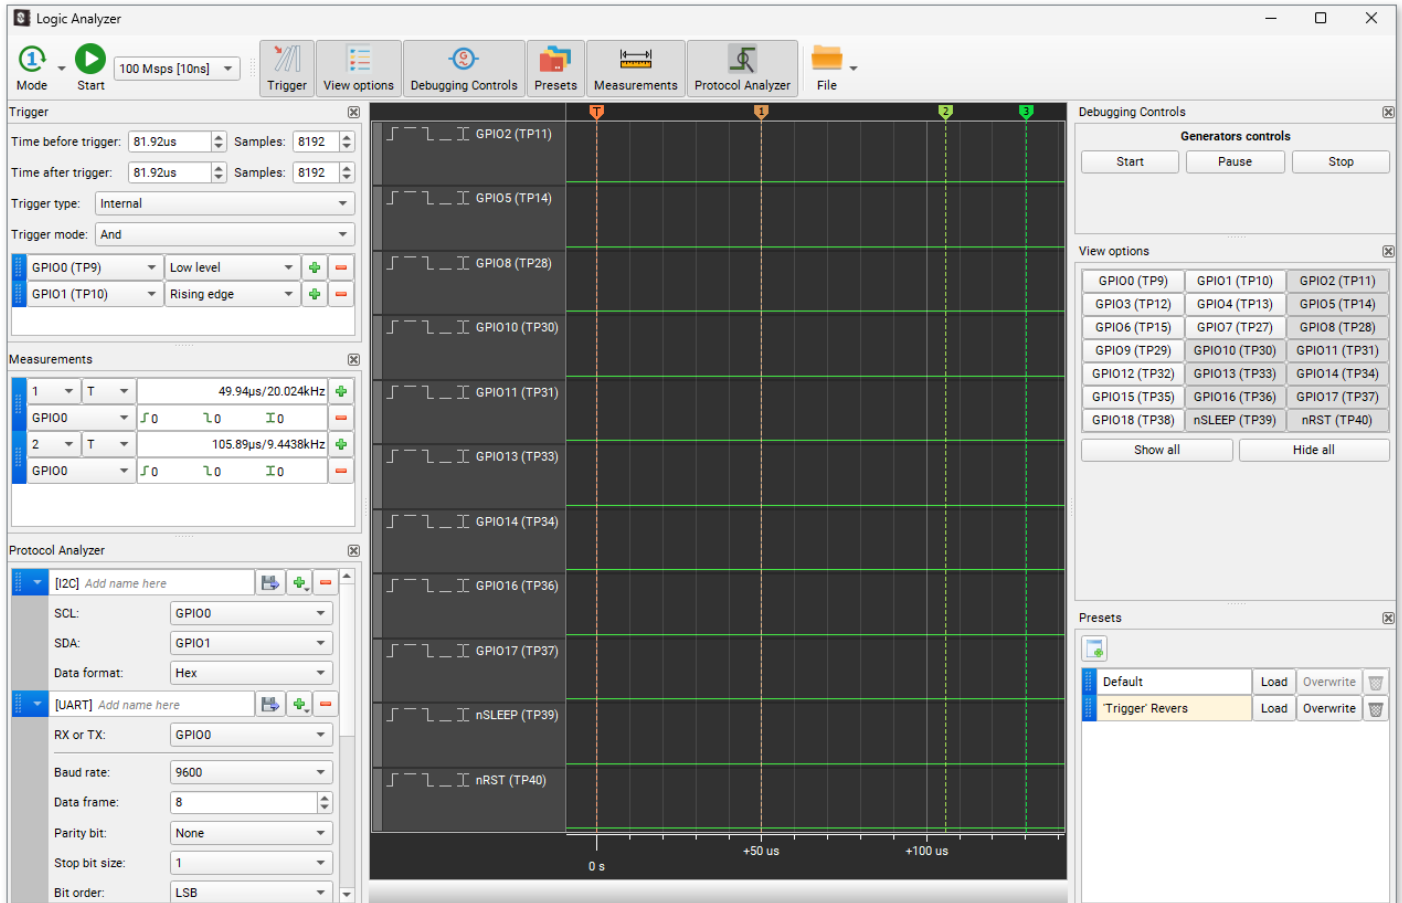 Logic Analyzer
Mode
Start
100 Msps [10ns]
Trigger
View options
Debugging Controls
Presets
Measurements
Protocol Analyzer
File
Trigger
Time before trigger: 81.92us Samples: 8192
Time after trigger: 81.92us Samples: 8192
Trigger type: Internal
Trigger mode: And
GPIO0 (TP9) Low level
GPIO1 (TP10) Rising edge
Measurements
1 T 49.94µs/20.024kHz
GPIO0 0 0 0
2 T 105.89µs/9.4438kHz
GPIO0 0 0 0
Protocol Analyzer
[I2C] Add name here
SCL: GPIO0
SDA: GPIO1
Data format: Hex
[UART] Add name here
RX or TX: GPIO0
Baud rate: 9600
Data frame: 8
Parity bit: None
Stop bit size: 1
Bit order: LSB
T 1 2 3
GPIO2 (TP11)
GPIO5 (TP14)
GPIO8 (TP28)
GPIO10 (TP30)
GPIO11 (TP31)
GPIO13 (TP33)
GPIO14 (TP34)
GPIO16 (TP36)
GPIO17 (TP37)
nSLEEP (TP39)
nRST (TP40)
+50 us +100 us
0 s
Debugging Controls
Generators controls
Start Pause Stop
View options
GPIO0 (TP9) GPIO1 (TP10) GPIO2 (TP11)
GPIO3 (TP12) GPIO4 (TP13) GPIO5 (TP14)
GPIO6 (TP15) GPIO7 (TP27) GPIO8 (TP28)
GPIO9 (TP29) GPIO10 (TP30) GPIO11 (TP31)
GPIO12 (TP32) GPIO13 (TP33) GPIO14 (TP34)
GPIO15 (TP35) GPIO16 (TP36) GPIO17 (TP37)
GPIO18 (TP38) nSLEEP (TP39) nRST (TP40)
Show all Hide all
Presets
Default Load Overwrite
'Trigger' Revers Load Overwrite